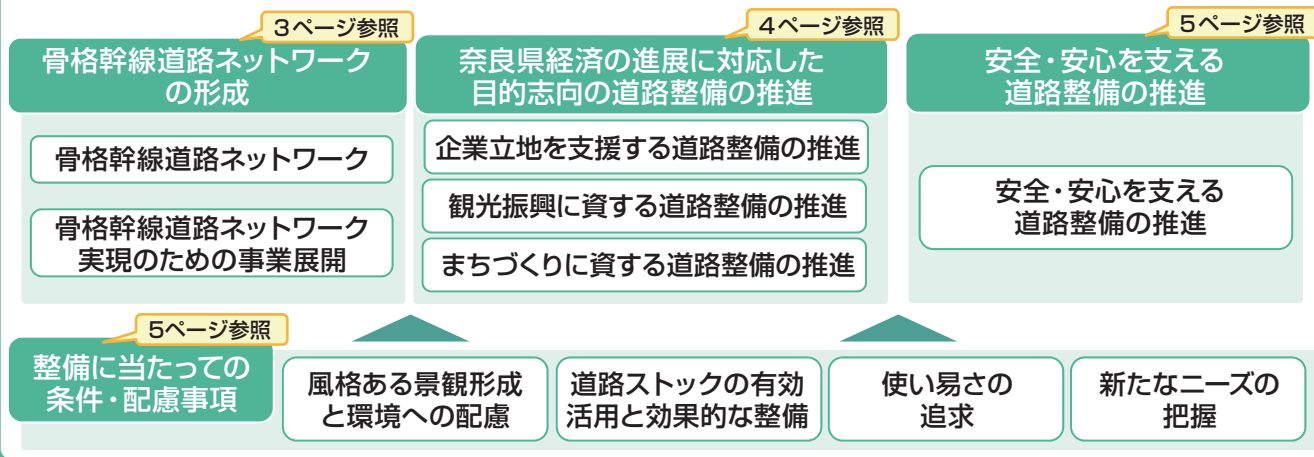 3ページ参照
骨格幹線道路ネットワーク
の形成
骨格幹線道路ネットワーク
骨格幹線道路ネットワーク
実現のための事業展開
4ページ参照
奈良県経済の進展に対応した
目的志向の道路整備の推進
企業立地を支援する道路整備の推進
観光振興に資する道路整備の推進
まちづくりに資する道路整備の推進
5ページ参照
安全・安心を支える
道路整備の推進
安全・安心を支える
道路整備の推進
5ページ参照
整備に当たっての
条件・配慮事項
風格ある景観形成
と環境への配慮
道路ストックの有効
活用と効果的な整備
使い易さの
追求
新たなニーズの
把握